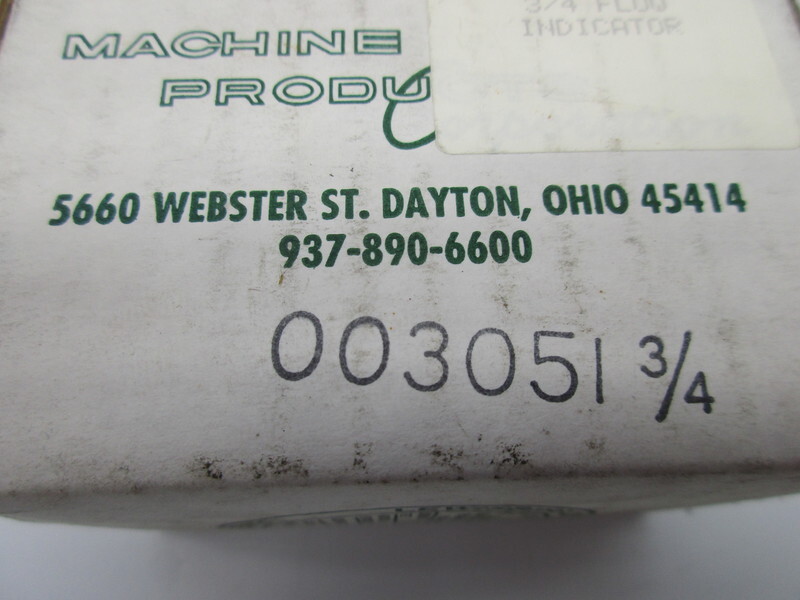 3/4 FLOW
INDICATOR
MACHINE
PRODU
5660 WEBSTER ST. DAYTON, OHIO 45414
937-890-6600
003051 3/4